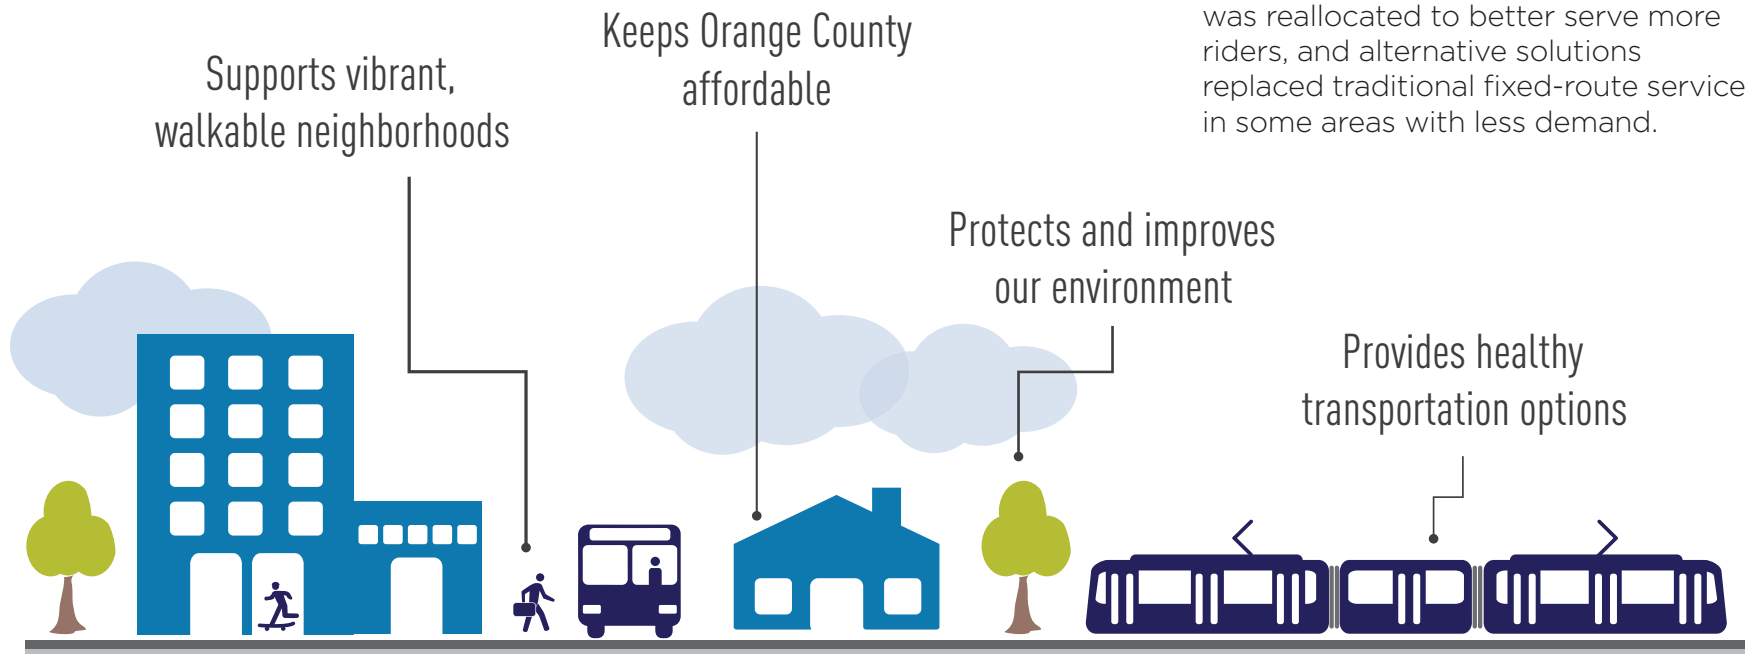 Supports vibrant,
walkable neighborhoods
Keeps Orange County
affordable
was reallocated to better serve more
riders, and alternative solutions
replaced traditional fixed-route service
in some areas with less demand.
Protects and improves
our environment
Provides healthy
transportation options